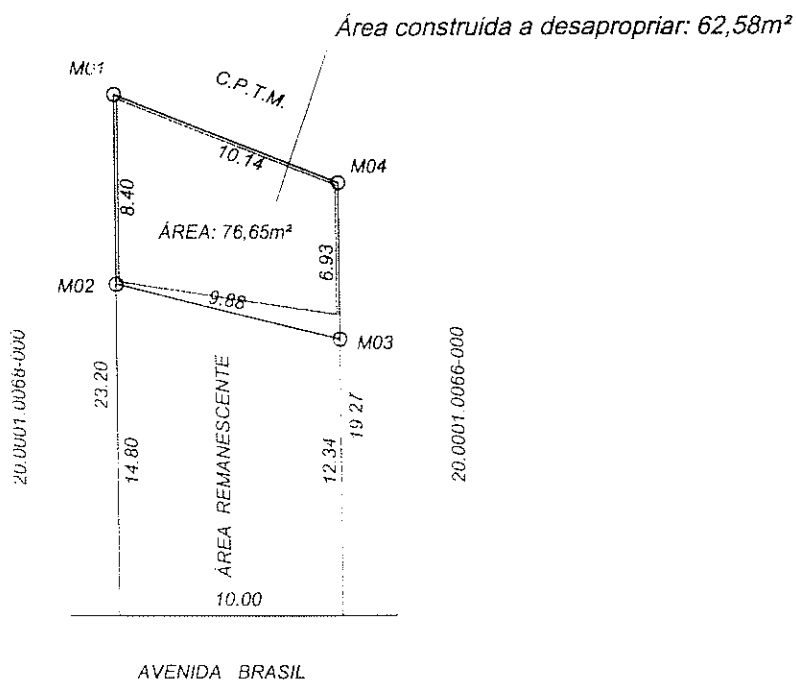 Área construída a desapropriar: 62,58m²
M01
C.P.T.M.
10.14
M04
8.40
ÁREA: 76,65m²
6.93
M02
9.88
M03
20.0001.0068-000
23.20
14.80
ÁREA REMANESCENTE
12.34
19 27
20.0001.0066-000
10.00
AVENIDA BRASIL